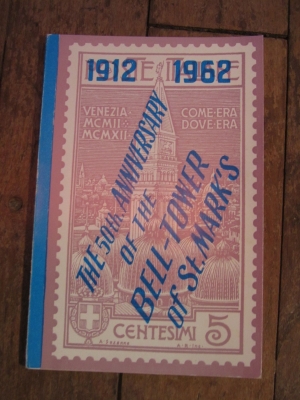 1912 1962
VENEZIA COME·ERA
MCMII DOVE·ERA
MCMXII
THE 50th. ANNIVERSARY
OF THE
BELL-TOWER
of St. MARK'S
CENTESIMI 5